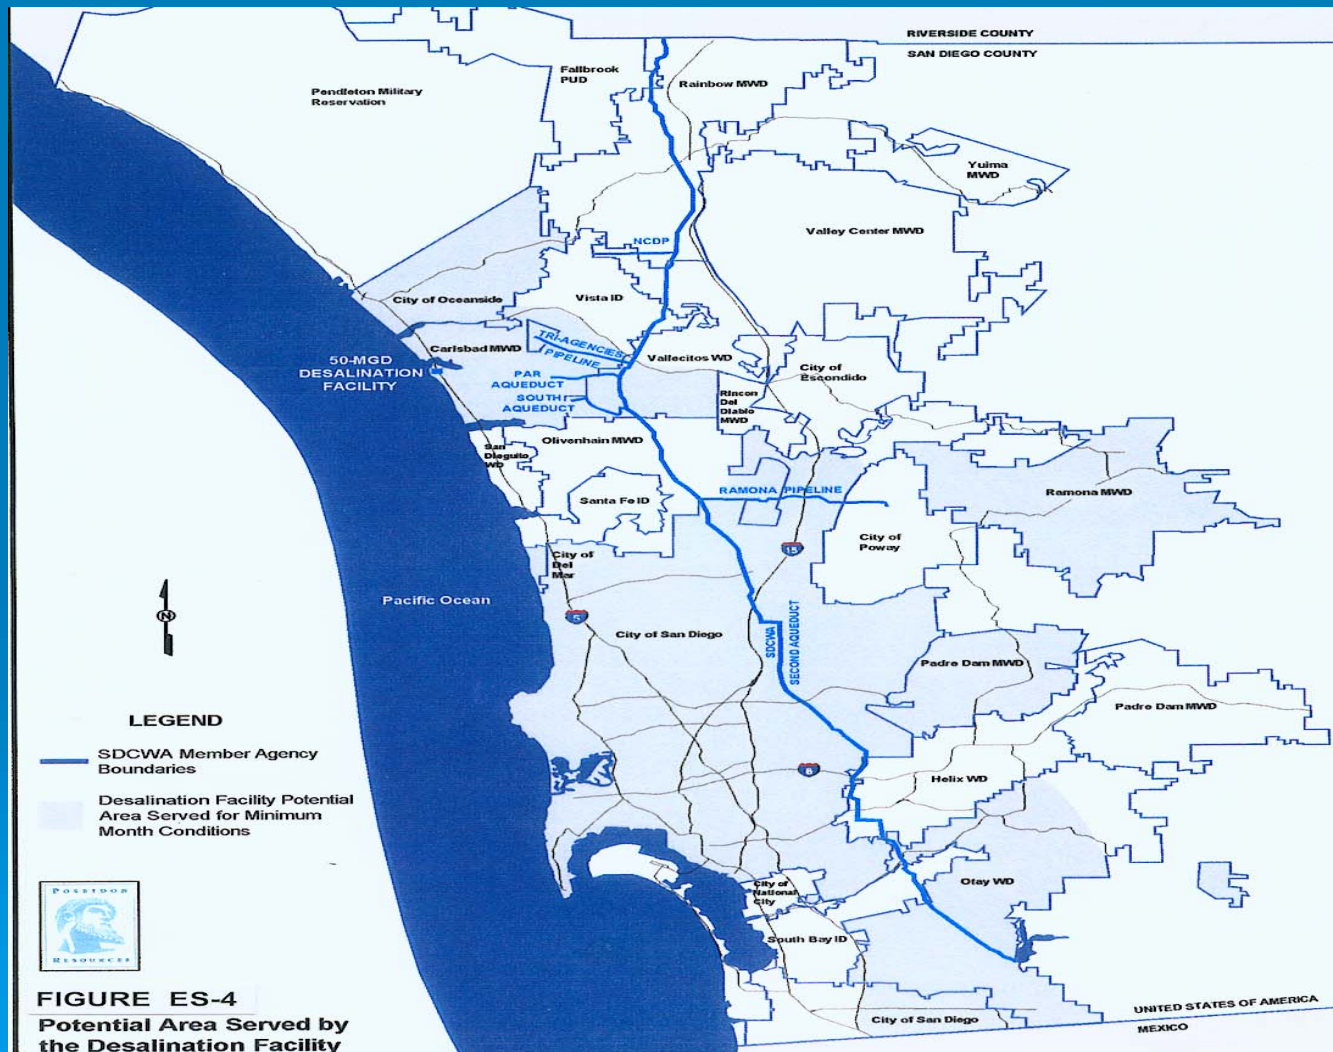 RIVERSIDE COUNTY
SAN DIEGO COUNTY
Fallbrook
PUD
Rainbow MWD
Pendleton Military
Reservation
Yuima
MWD
Valley Center MWD
NCDP
City of Oceanside
Vista ID
TRI-AGENCIES
PIPELINE
Carlsbad MWD
Vallecitos WD
50-MGD
DESALINATION
FACILITY
PAR
AQUEDUCT
SOUTH
AQUEDUCT
City of
Escondido
Rincon
Del
Diablo
MWD
Olivenhain MWD
San
Dieguito
WD
Santa Fe ID
RAMONA PIPELINE
Ramona MWD
City of
Poway
15
City of
Del
Mar
N
Pacific Ocean
5
City of San Diego
SDCWA
SECOND AQUEDUCT
Padre Dam MWD
Padre Dam MWD
8
Helix WD
Otay WD
City of
National
City
South Bay ID
City of San Diego
UNITED STATES OF AMERICA
MEXICO
LEGEND
SDCWA Member Agency
Boundaries
Desalination Facility Potential
Area Served for Minimum
Month Conditions
POSEIDON
RESOURCES
FIGURE ES-4
Potential Area Served by
the Desalination Facility